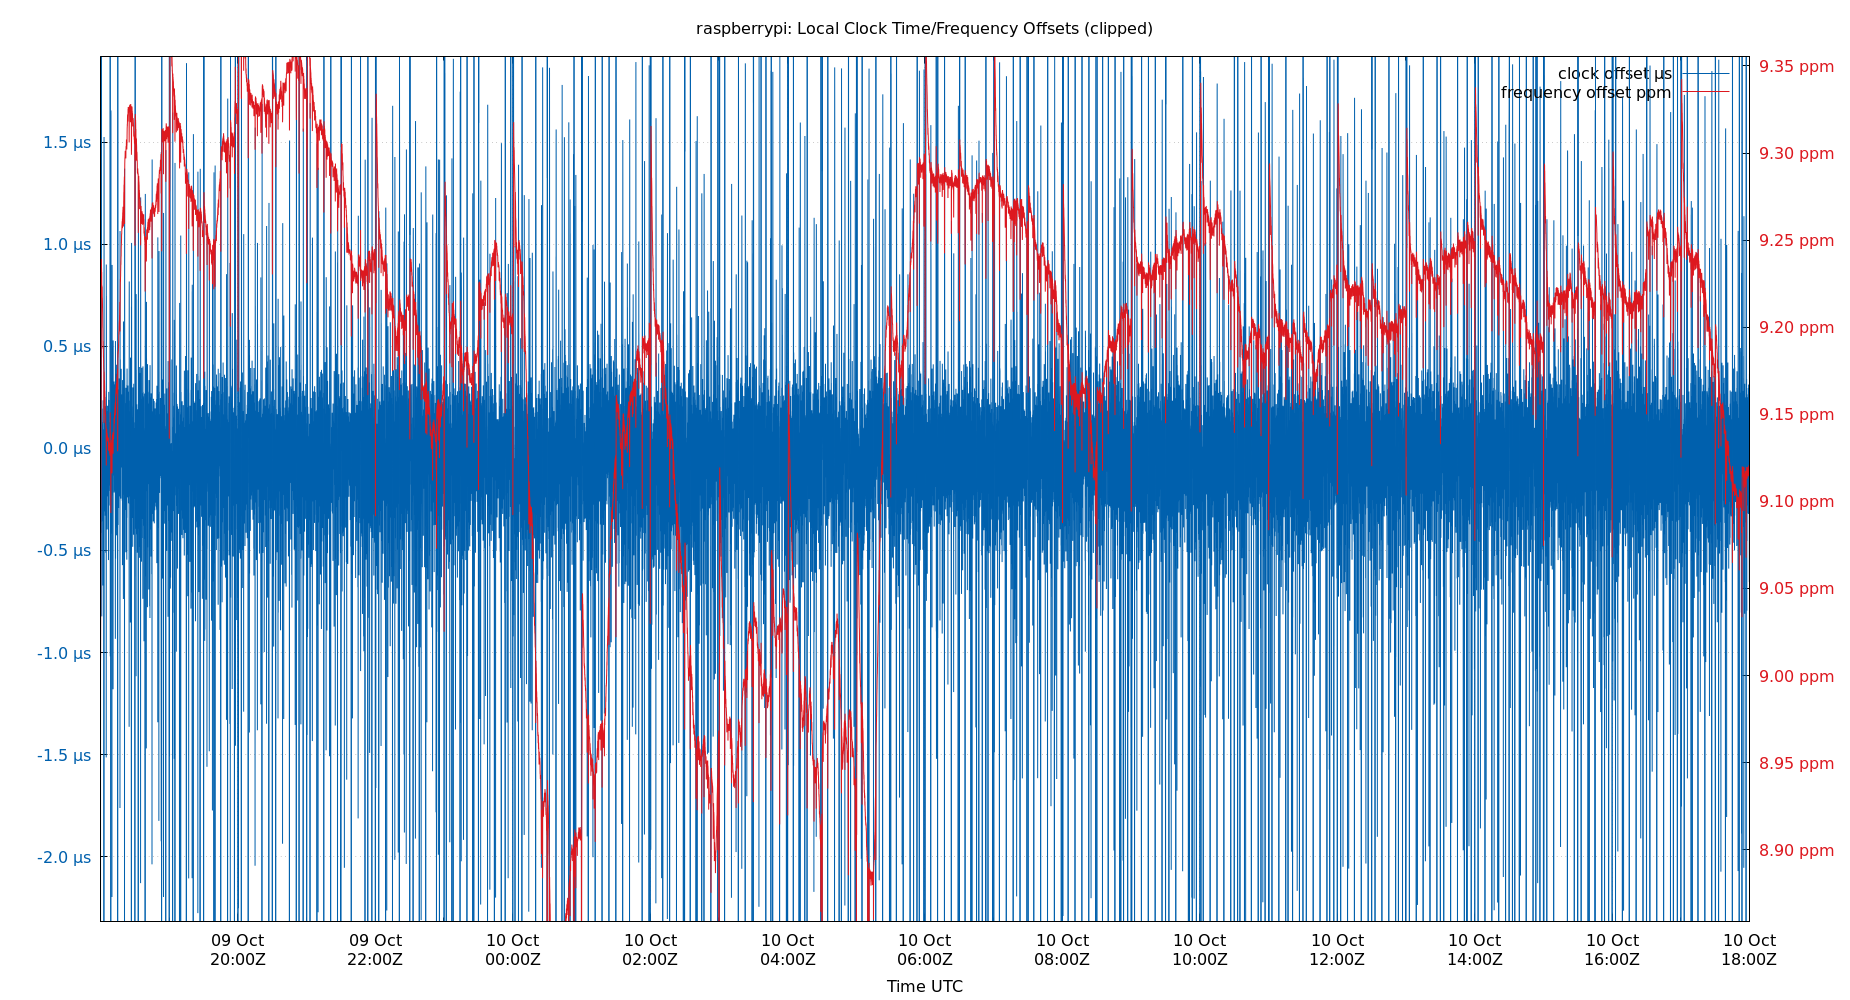 raspberrypi: Local Clock Time/Frequency Offsets (clipped)
clock offset µs
frequency offset ppm
1.5 µs
1.0 µs
0.5 µs
0.0 µs
-0.5 µs
-1.0 µs
-1.5 µs
-2.0 µs
9.35 ppm
9.30 ppm
9.25 ppm
9.20 ppm
9.15 ppm
9.10 ppm
9.05 ppm
9.00 ppm
8.95 ppm
8.90 ppm
09 Oct
20:00Z
09 Oct
22:00Z
10 Oct
00:00Z
10 Oct
02:00Z
10 Oct
04:00Z
10 Oct
06:00Z
10 Oct
08:00Z
10 Oct
10:00Z
10 Oct
12:00Z
10 Oct
14:00Z
10 Oct
16:00Z
10 Oct
18:00Z
Time UTC